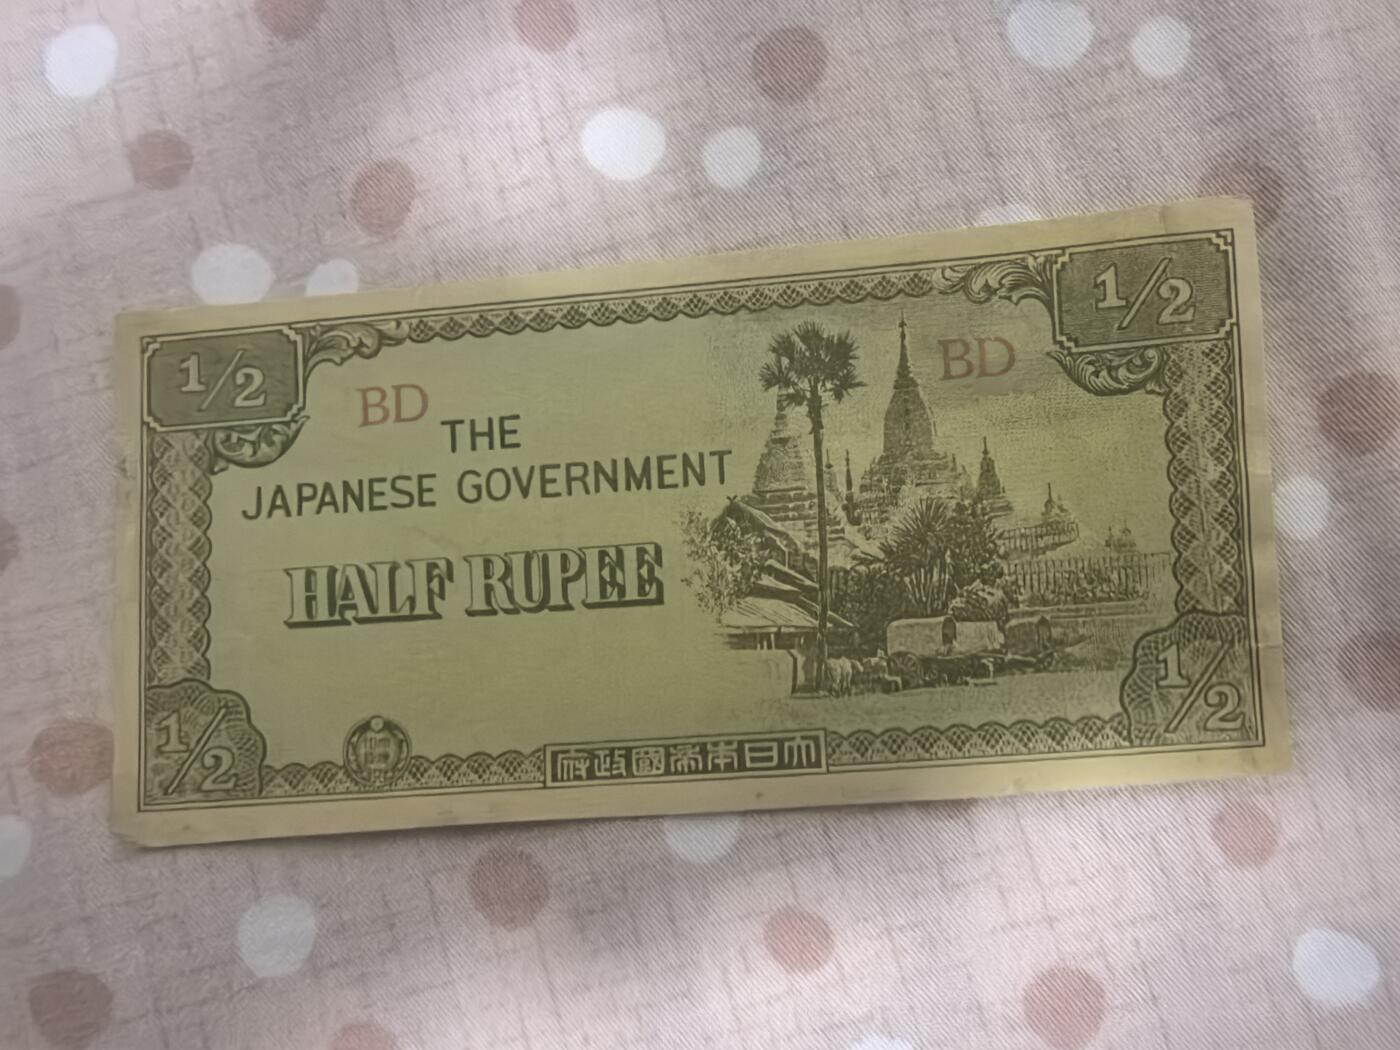 1/2
1/2
BD
BD
THE
JAPANESE GOVERNMENT
HALF RUPEE
1/2
1/2
府政國帝本日大